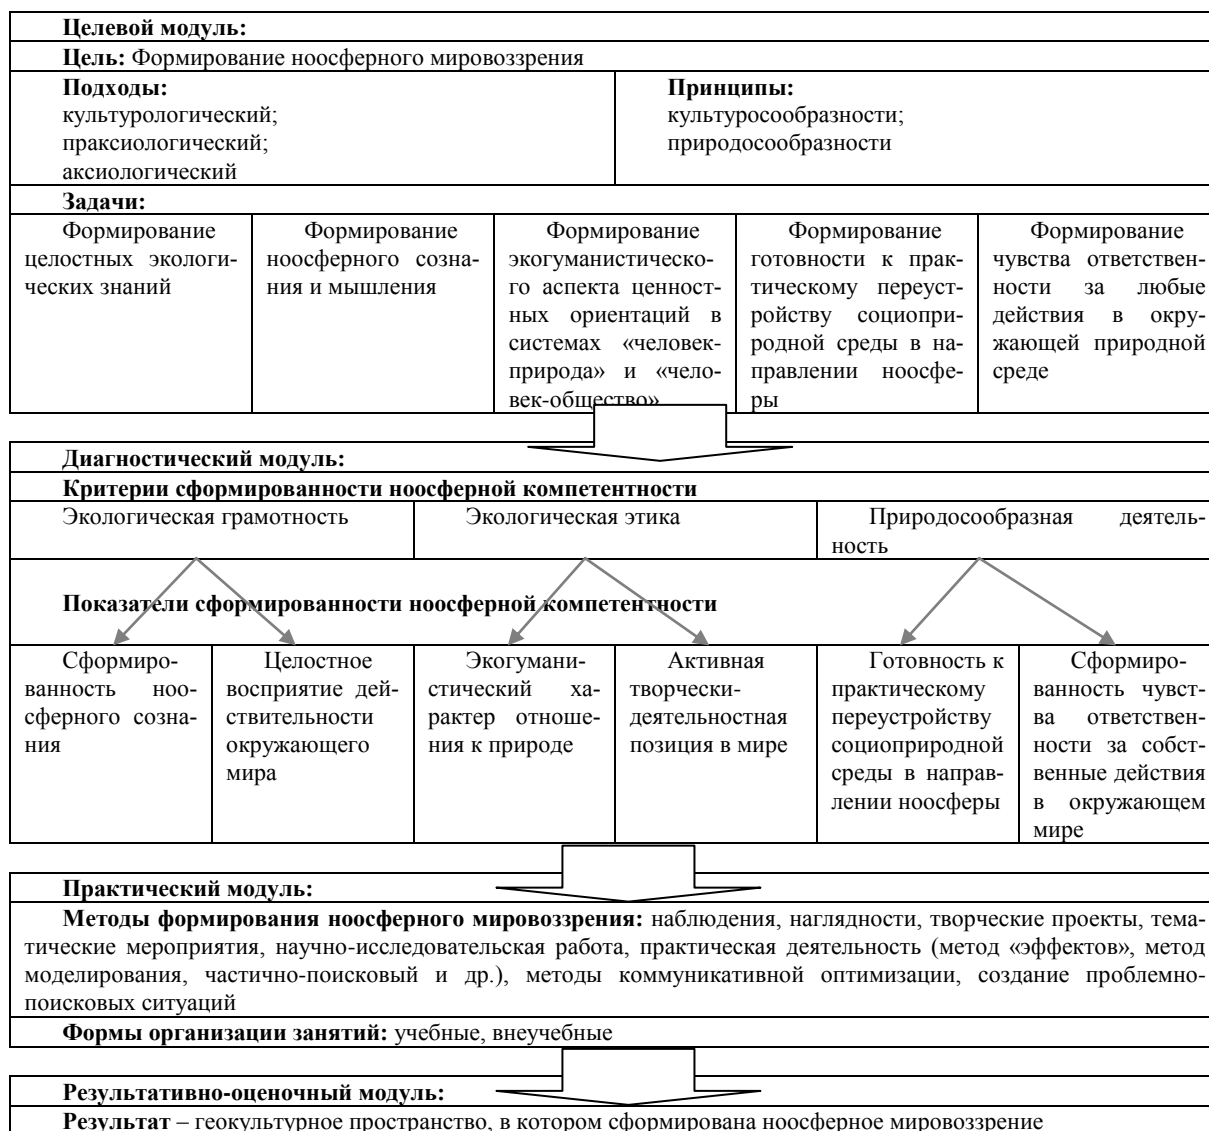 Целевой модуль:
Цель: Формирование ноосферного мировоззрения
Подходы:
культурологический;
праксиологический;
аксиологический
Принципы:
культуросообразности;
природосообразности
Задачи:
Формирование
целостных экологи-
ческих знаний
Формирование
ноосферного созна-
ния и мышления
Формирование
экогуманистическо-
го аспекта ценност-
ных ориентаций в
системах «человек-
природа» и «чело-
век-общество»
Формирование
готовности к прак-
тическому переуст-
ройству социопри-
родной среды в на-
правлении ноосфе-
ры
Формирование
чувства ответствен-
ности за любые
действия в окру-
жающей природной
среде
Диагностический модуль:
Критерии сформированности ноосферной компетентности
Экологическая грамотность
Экологическая этика
Природосообразная деятель-
ность
Показатели сформированности ноосферной компетентности
Сформиро-
ванность ноо-
сферного созна-
ния
Целостное
восприятие дей-
ствительности
окружающего
мира
Экогумани-
стический ха-
рактер отноше-
ния к природе
Активная
творчески-
деятельностная
позиция в мире
Готовность к
практическому
переустройству
социоприродной
среды в направ-
лении ноосферы
Сформиро-
ванность чувст-
ва ответствен-
ности за собст-
венные действия
в окружающем
мире
Практический модуль:
Методы формирования ноосферного мировоззрения: наблюдения, наглядности, творческие проекты, тема-
тические мероприятия, научно-исследовательская работа, практическая деятельность (метод «эффектов», метод
моделирования, частично-поисковый и др.), методы коммуникативной оптимизации, создание проблемно-
поисковых ситуаций
Формы организации занятий: учебные, внеучебные
Результативно-оценочный модуль:
Результат – геокультурное пространство, в котором сформирована ноосферное мировоззрение